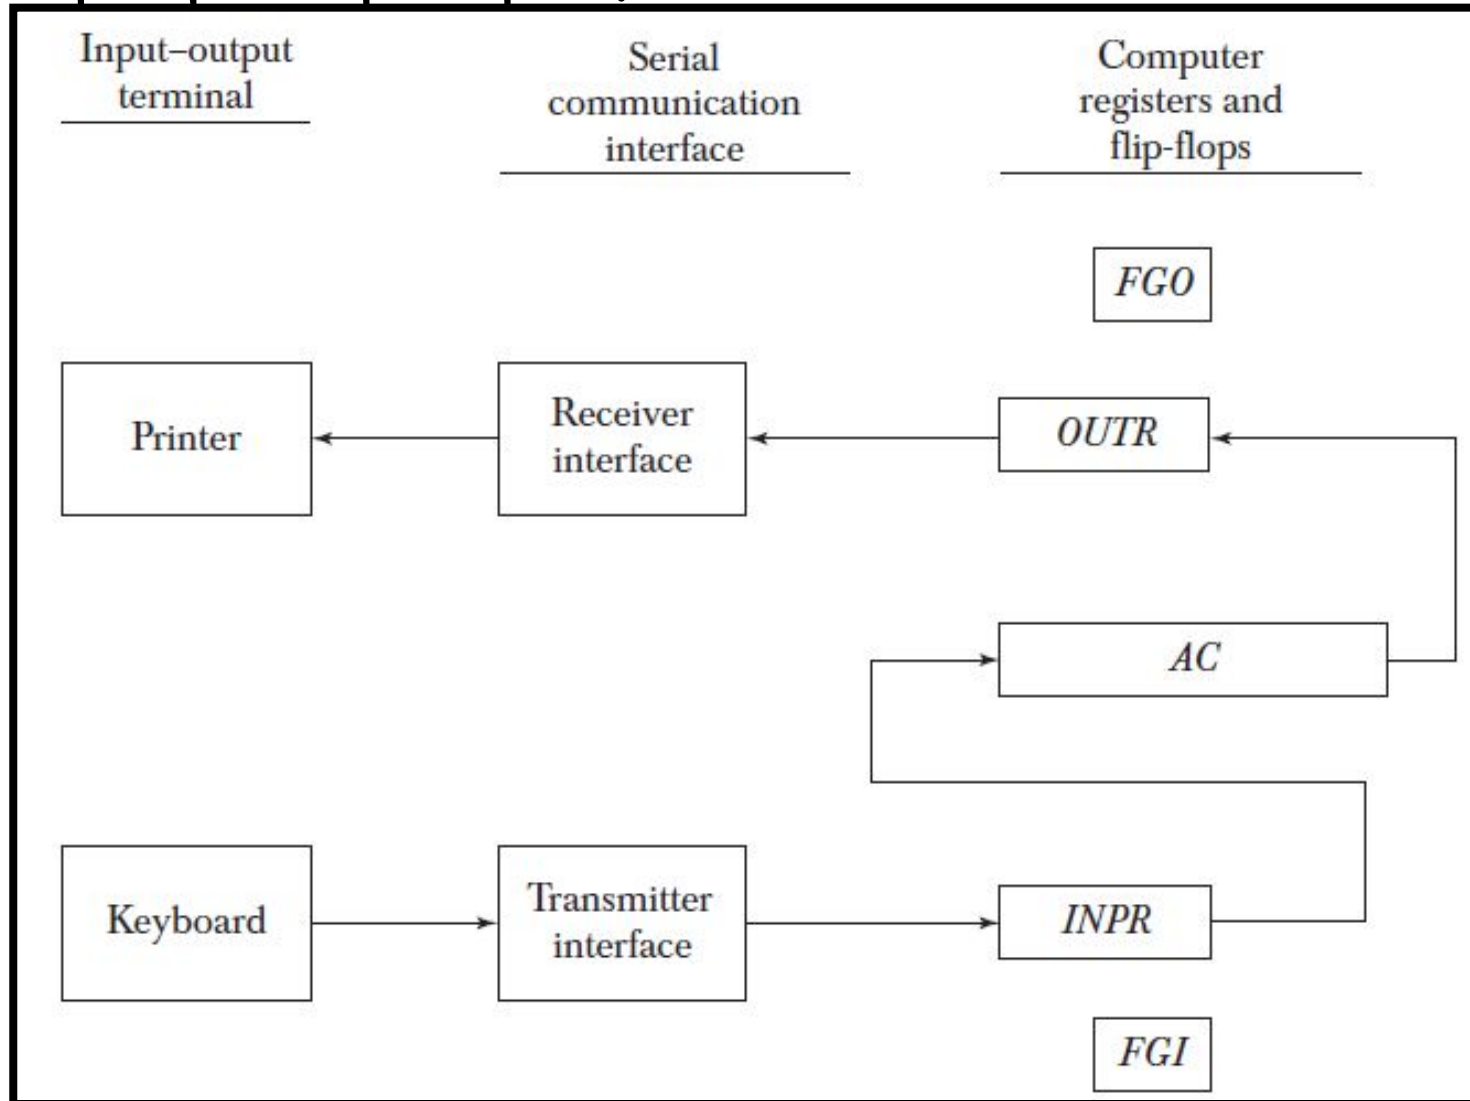 Input–output
terminal
Serial
communication
interface
Computer
registers and
flip-flops
FGO
Printer
Receiver
interface
OUTR
AC
Keyboard
Transmitter
interface
INPR
FGI